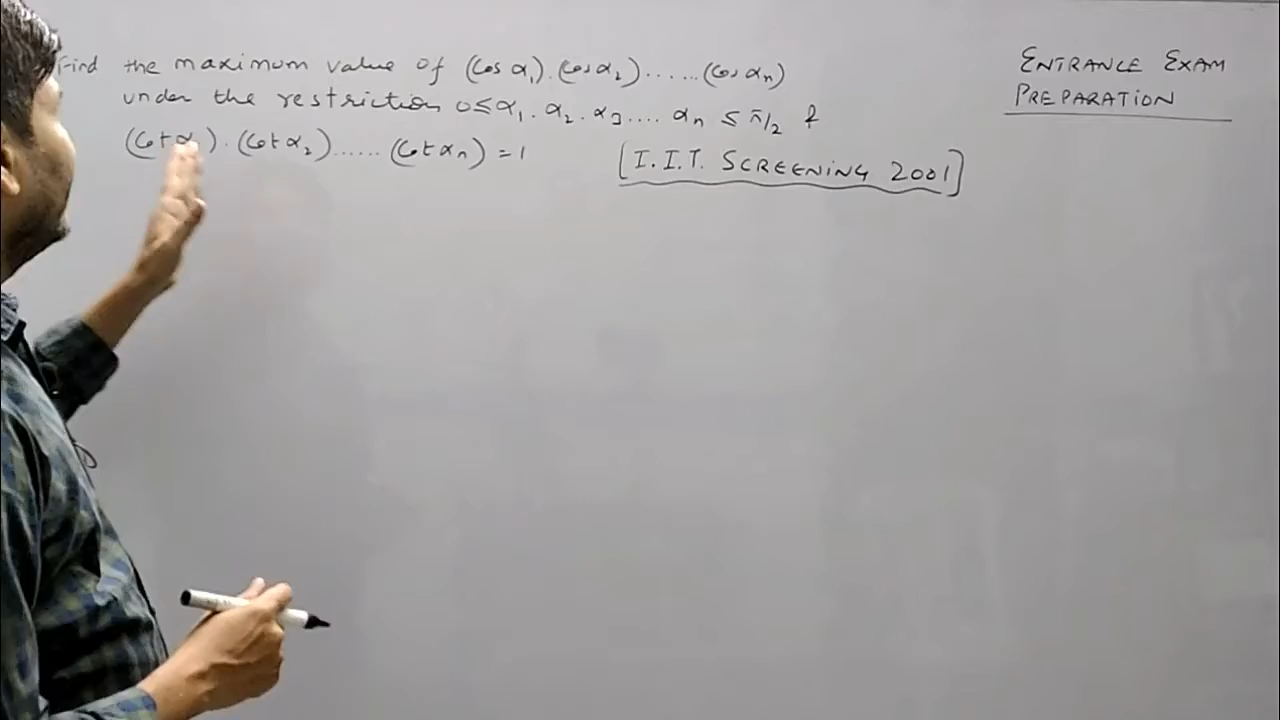 Find the maximum value of (Cos α₁).(Cos α₂)......(Cos αₙ)
under the restriction 0≤α₁. α₂. α₃.... αₙ ≤ π/2 &
(Cot α₁).(Cot α₂)......(Cot αₙ) = 1
[I.I.T. SCREENING 2001]
ENTRANCE EXAM
PREPARATION